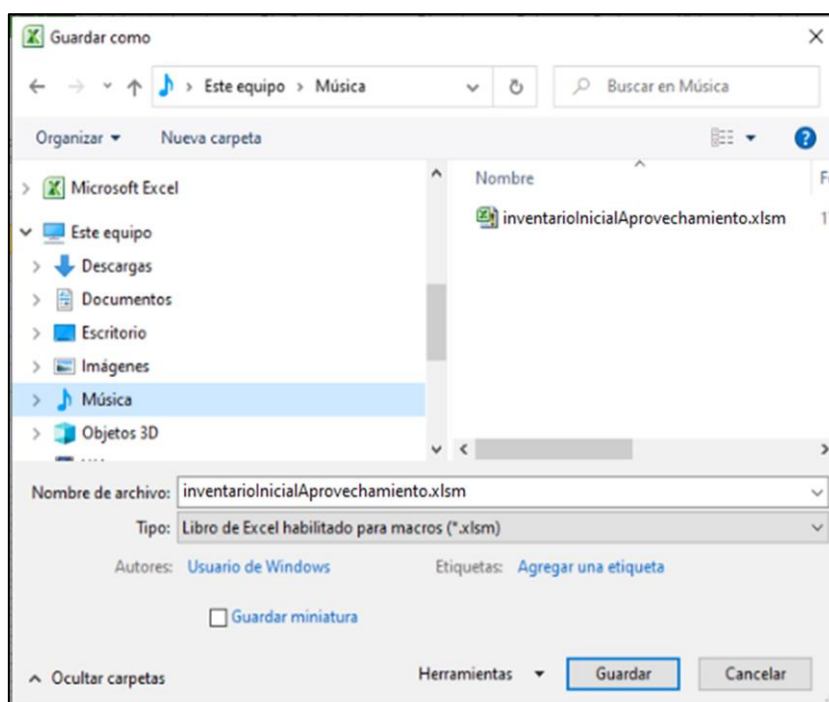 Guardar como
Este equipo > Música
Buscar en Música
Organizar
Nueva carpeta
Microsoft Excel
Este equipo
Descargas
Documentos
Escritorio
Imágenes
Música
Objetos 3D
Nombre
inventarioInicialAprovechamiento.xlsm
Nombre de archivo: inventarioInicialAprovechamiento.xlsm
Tipo: Libro de Excel habilitado para macros (*.xlsm)
Autores: Usuario de Windows
Etiquetas: Agregar una etiqueta
Guardar miniatura
Ocultar carpetas
Herramientas
Guardar
Cancelar